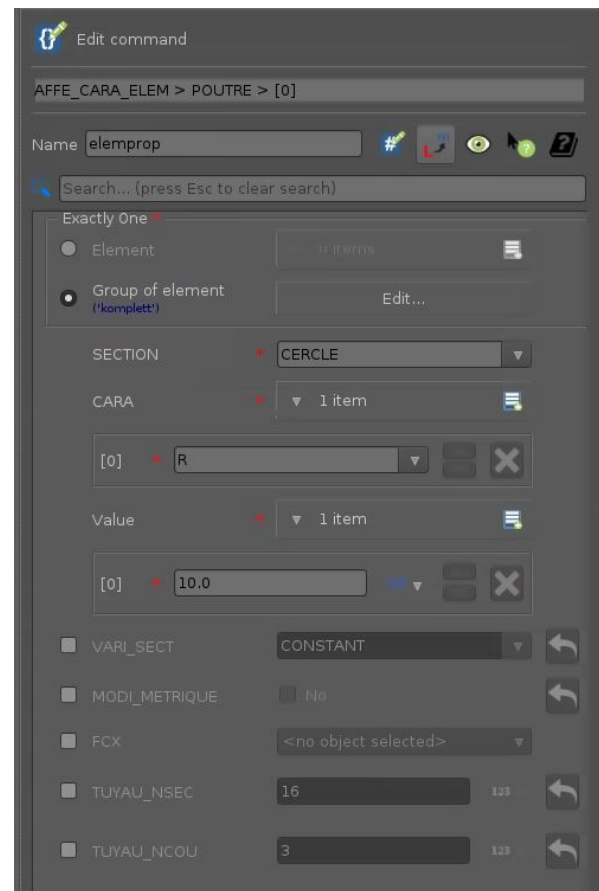 Edit command
AFFE_CARA_ELEM > POUTRE > [0]
Name elemprop
Search... (press Esc to clear search)
Exactly One *
Element 0 items
Group of element
('komplett') Edit...
SECTION * CERCLE
CARA * 1 item
[0] * R
Value * 1 item
[0] * 10.0
VARI_SECT CONSTANT
MODI_METRIQUE No
FCX <no object selected>
TUYAU_NSEC 16 123
TUYAU_NCOU 3 123